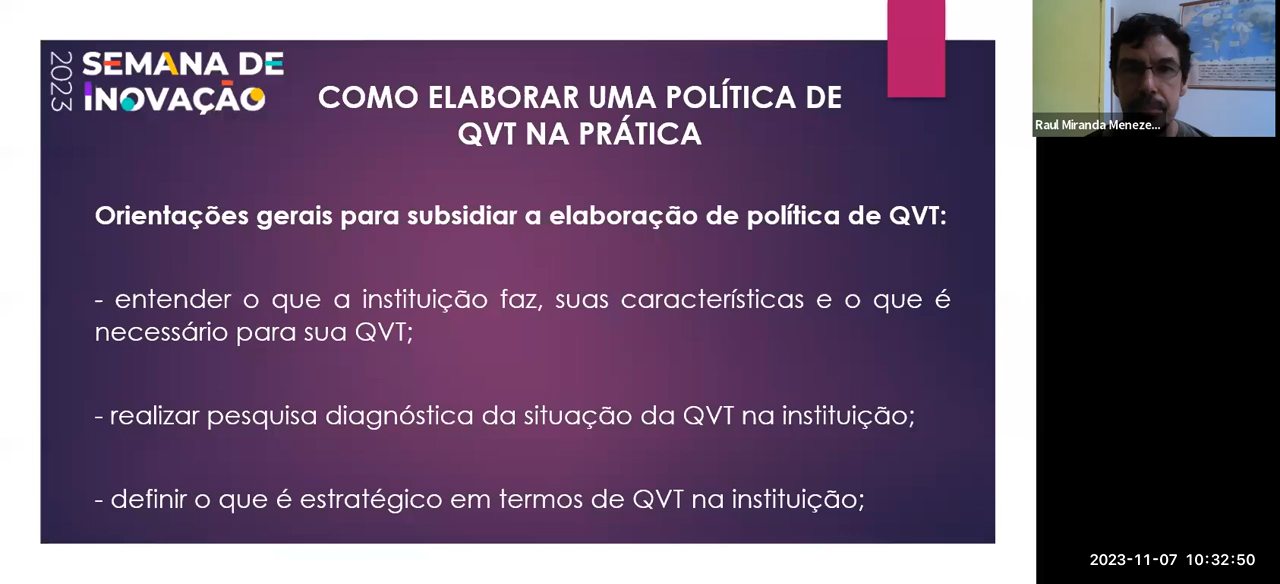 2023
SEMANA DE
INOVAÇÃO
COMO ELABORAR UMA POLÍTICA DE
QVT NA PRÁTICA
Orientações gerais para subsidiar a elaboração de política de QVT:
- entender o que a instituição faz, suas características e o que é
necessário para sua QVT;
- realizar pesquisa diagnóstica da situação da QVT na instituição;
- definir o que é estratégico em termos de QVT na instituição;
Raul Miranda Meneze...
2023-11-07 10:32:50